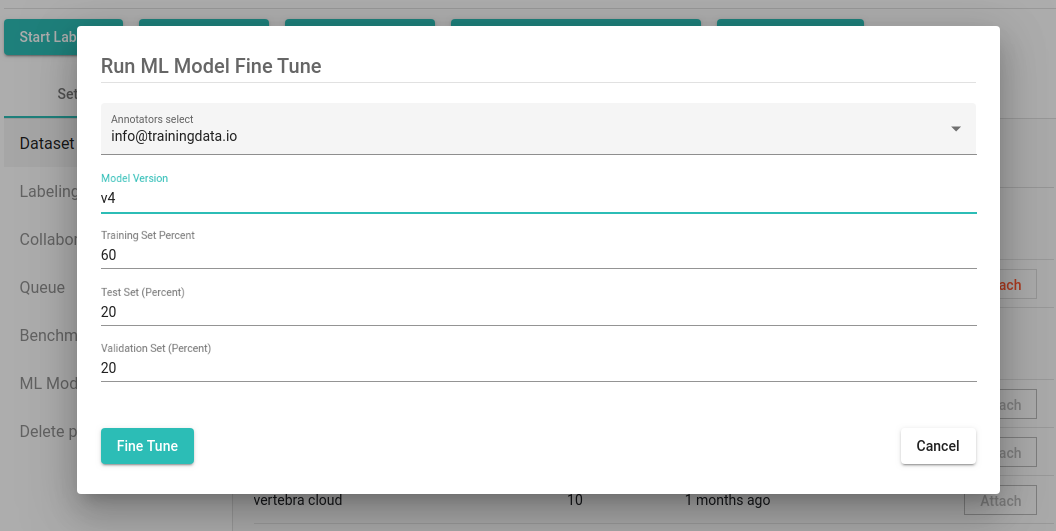 Start Lab
Run ML Model Fine Tune
Set
Annotators select
info@trainingdata.io
Dataset
Model Version
v4
Labeling
Training Set Percent
60
Collabor
Queue
ach
Test Set (Percent)
20
Benchm
Validation Set (Percent)
20
ML Mod
ach
Delete p
Fine Tune
Cancel
ach
vertebra cloud 10 1 months ago Attach